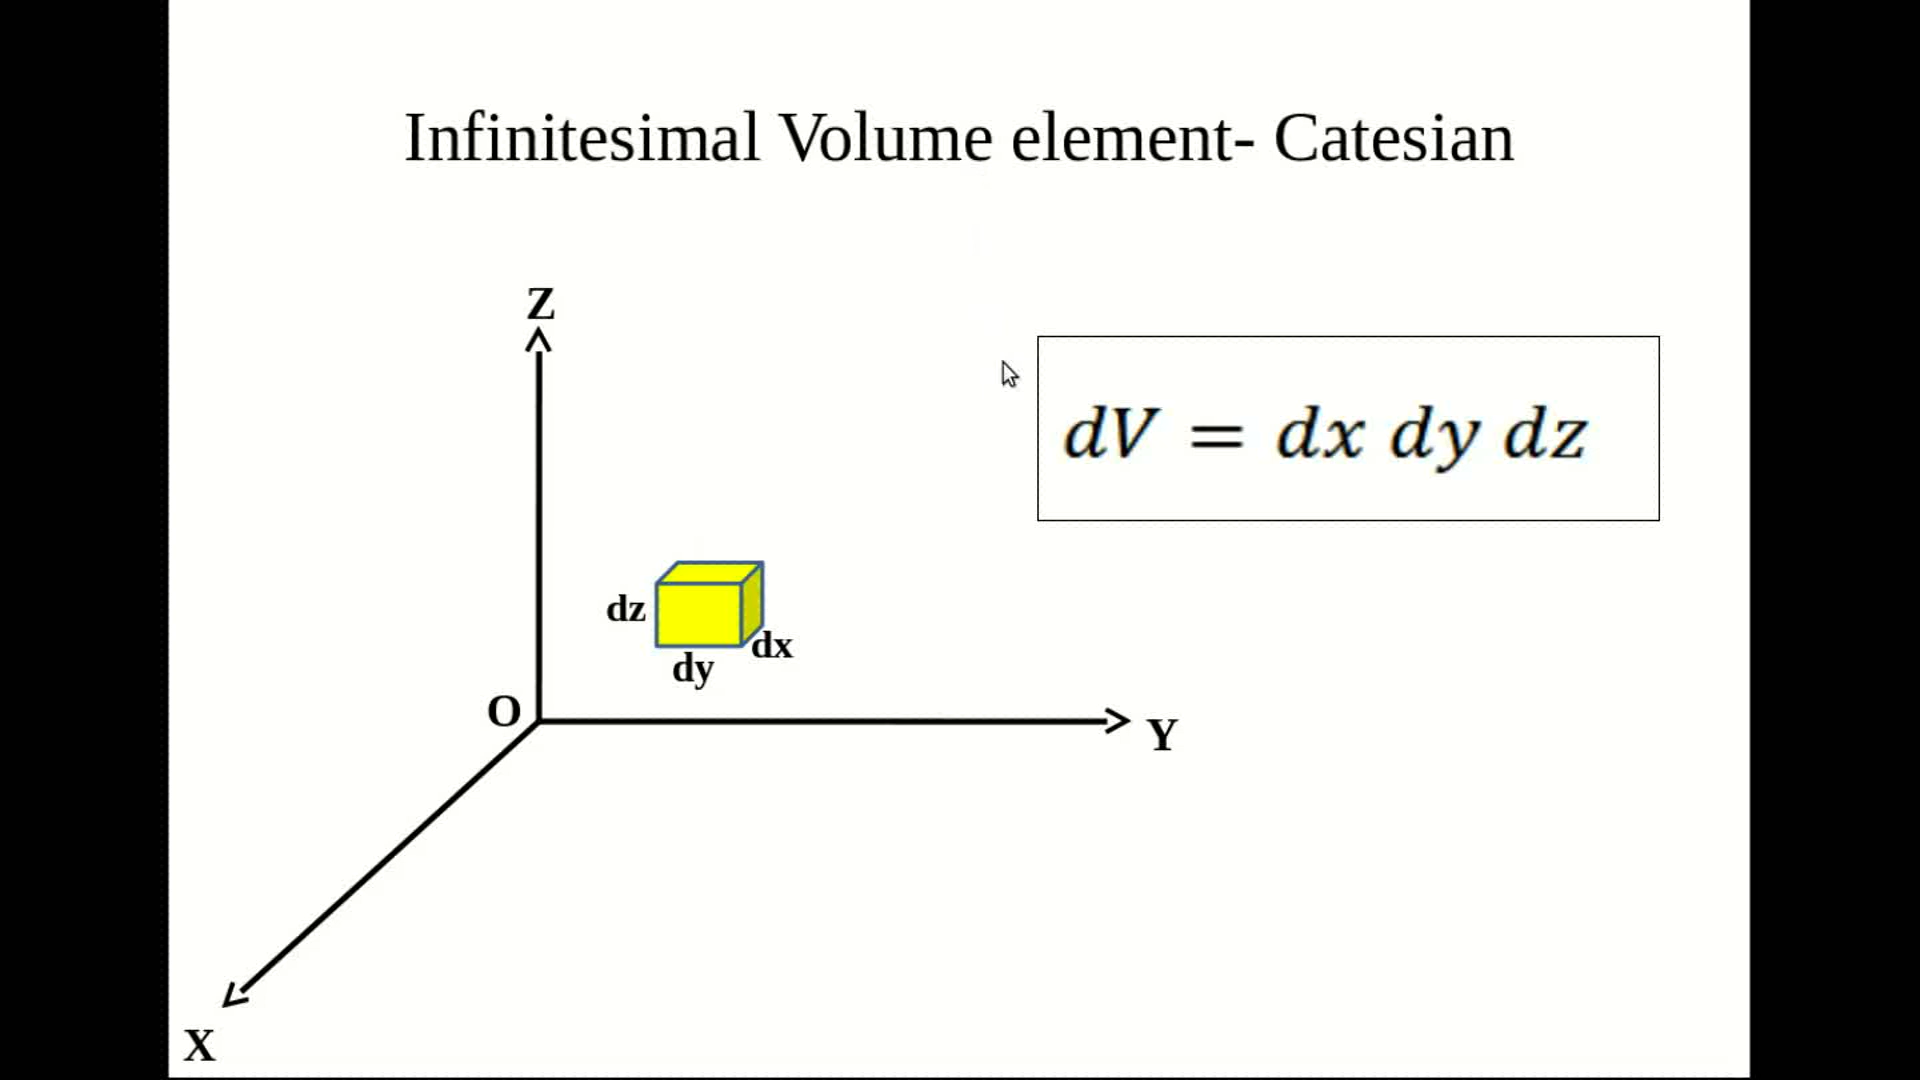 Infinitesimal Volume element- Catesian
Z
dV = dx dy dz
dz
dx
dy
O
Y
X